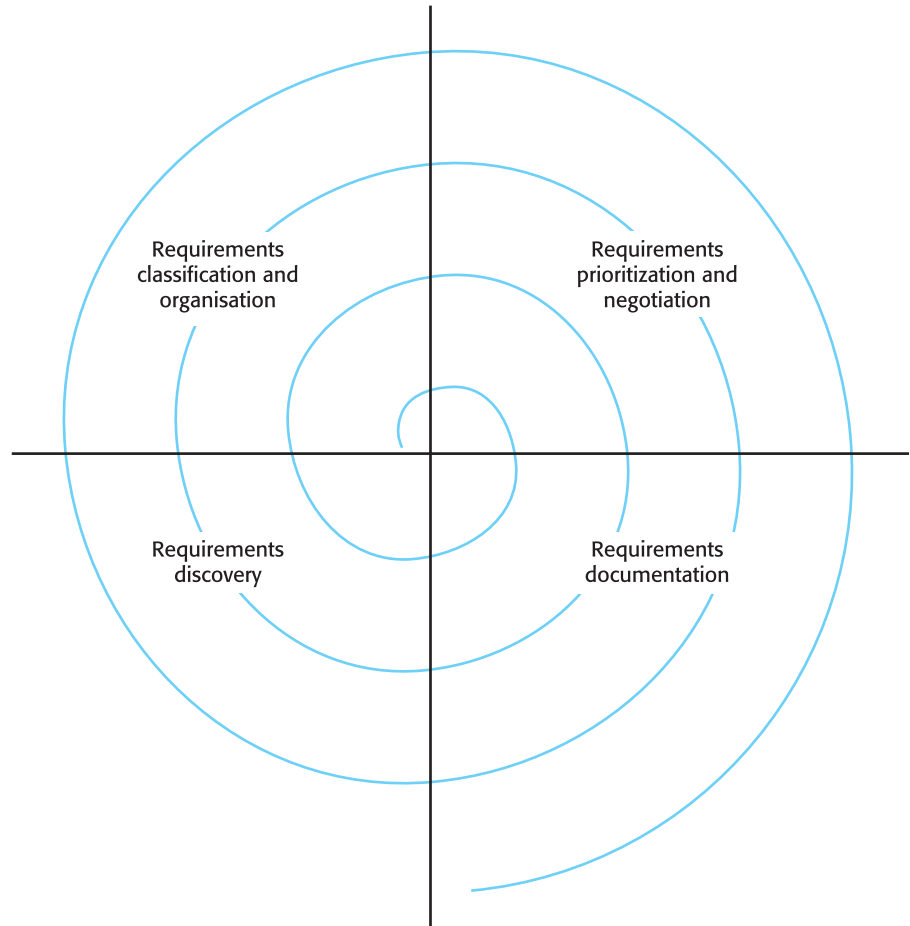 Requirements
classification and
organisation
Requirements
prioritization and
negotiation
Requirements
discovery
Requirements
documentation